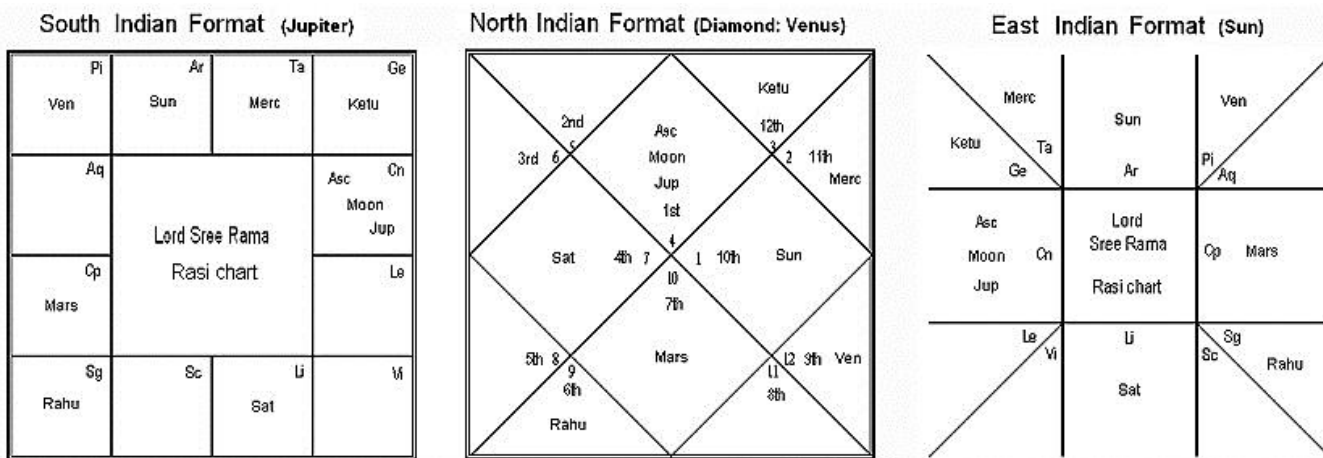 South Indian Format (Jupiter)
Pi
Ven
Ar
Sun
Ta
Merc
Ge
Ketu
Aq
Cn
Asc
Moon
Jup
Lord Sree Rama
Rasi chart
Cp
Mars
Le
Sg
Rahu
Sc
Li
Sat
Vi
North Indian Format (Diamond: Venus)
Ketu
2nd
5
12th
3
3rd 6
Asc
Moon
Jup
1st
4
2 11th
Merc
Sat 4th 7
1 10th Sun
10
7th
Mars
5th 8
9
6th
Rahu
12 9th Ven
11
8th
East Indian Format (Sun)
Merc
Ketu
Ta
Ge
Sun
Ar
Ven
Pi
Aq
Asc
Moon Cn
Jup
Lord
Sree Rama
Rasi chart
Cp Mars
Le
Vi
Li
Sat
Sg
Sc
Rahu